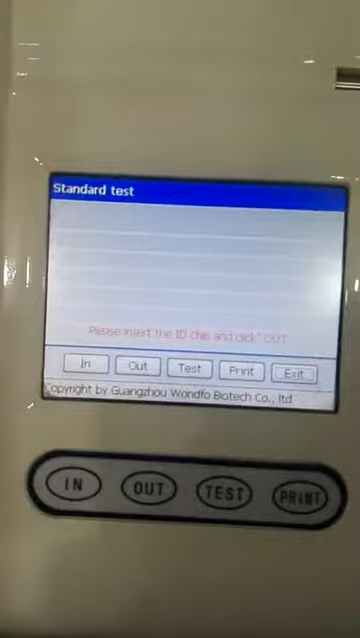 Standard test
Please insert the ID chip and click " OUT
In Out Test Print Exit
Copyright by Guangzhou Wondfo Biotech Co., ltd
IN OUT TEST PRINT